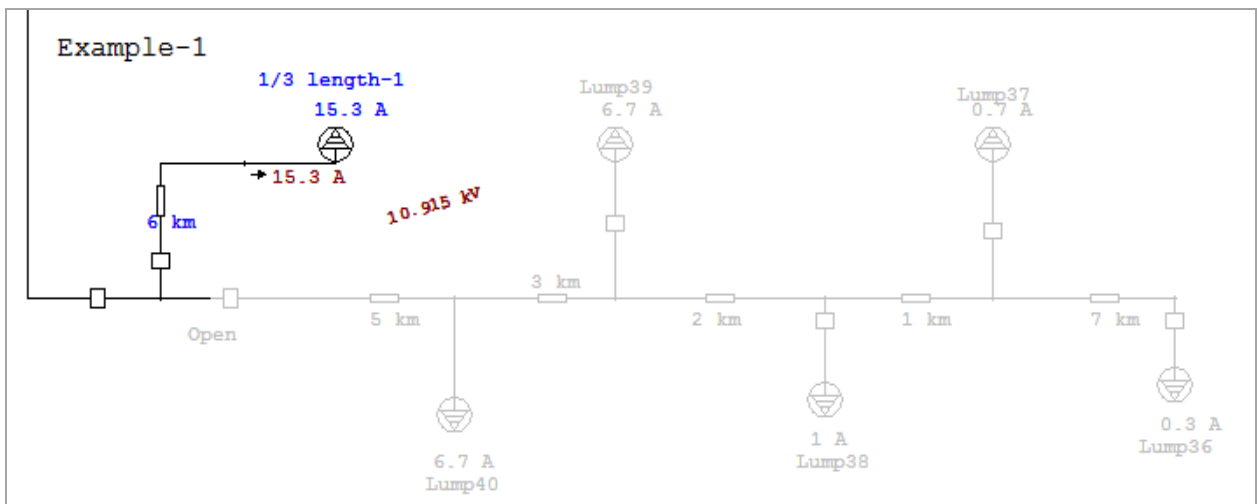 Example-1
1/3 length-1
15.3 A
15.3 A
6 km
10.915 kV
Open
5 km
6.7 A
Lump40
3 km
Lump39
6.7 A
2 km
1 A
Lump38
1 km
Lump37
0.7 A
7 km
0.3 A
Lump36